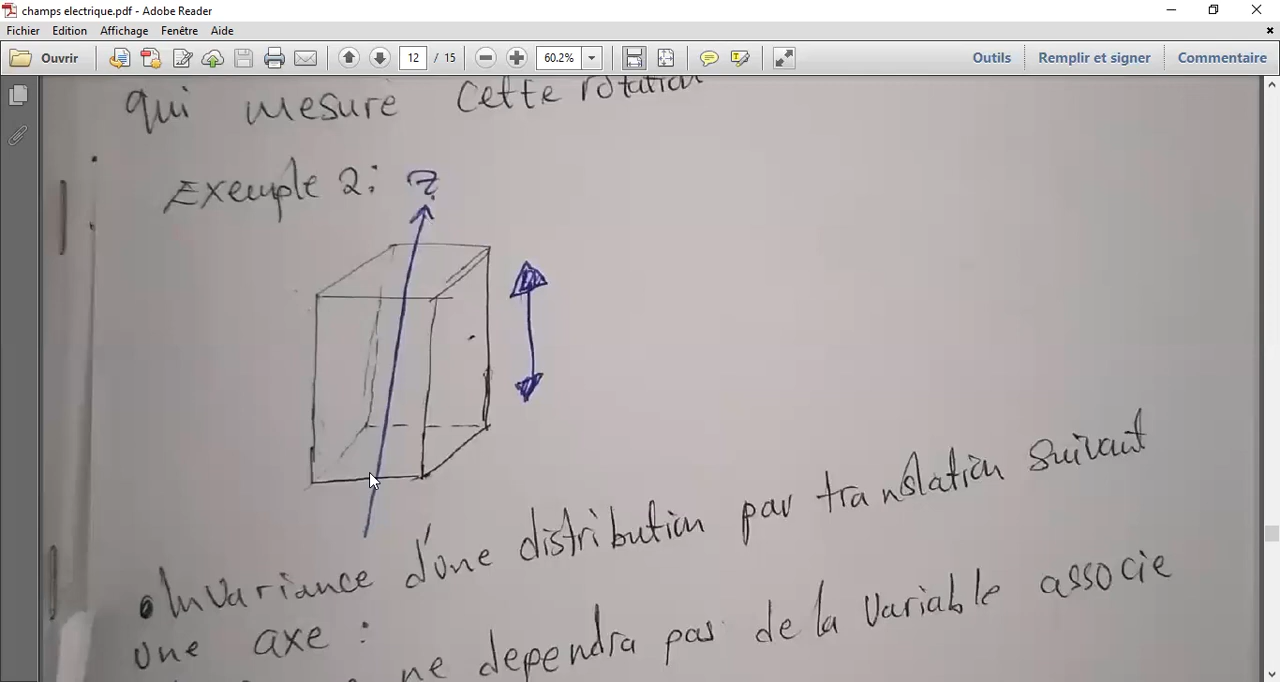 champs electrique.pdf - Adobe Reader
Fichier Edition Affichage Fenêtre Aide
Ouvrir 12 / 15 60.2% Outils Remplir et signer Commentaire
qui mesure cette rotation
Exemple 2: ?
• Invariance d'une distribution par translation suivant
une axe :
ne dependra pas de la variable associe